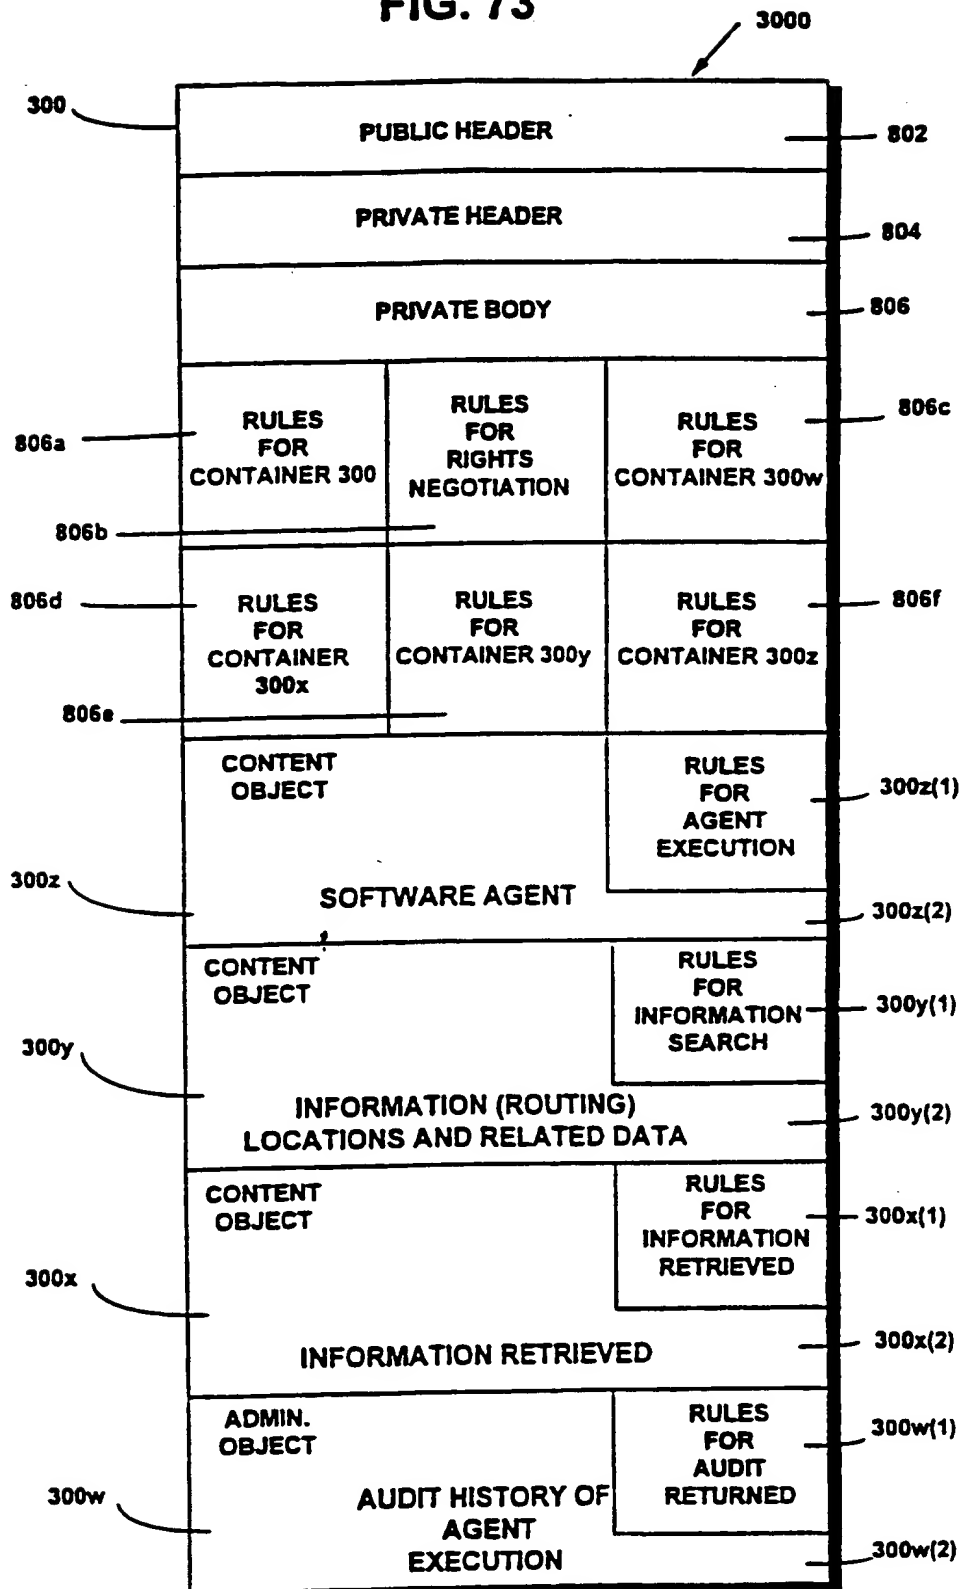 FIG. 73
3000
300
PUBLIC HEADER
802
PRIVATE HEADER
804
PRIVATE BODY
806
806a
RULES
FOR
CONTAINER 300
806b
RULES
FOR
RIGHTS
NEGOTIATION
RULES
FOR
CONTAINER 300w
806c
806d
RULES
FOR
CONTAINER
300x
806e
RULES
FOR
CONTAINER 300y
RULES
FOR
CONTAINER 300z
806f
CONTENT
OBJECT
RULES
FOR
AGENT
EXECUTION
300z(1)
300z
SOFTWARE AGENT
300z(2)
CONTENT
OBJECT
RULES
FOR
INFORMATION
SEARCH
300y(1)
300y
INFORMATION (ROUTING)
LOCATIONS AND RELATED DATA
300y(2)
CONTENT
OBJECT
RULES
FOR
INFORMATION
RETRIEVED
300x(1)
300x
INFORMATION RETRIEVED
300x(2)
ADMIN.
OBJECT
RULES
FOR
AUDIT
RETURNED
300w(1)
300w
AUDIT HISTORY OF
AGENT
EXECUTION
300w(2)